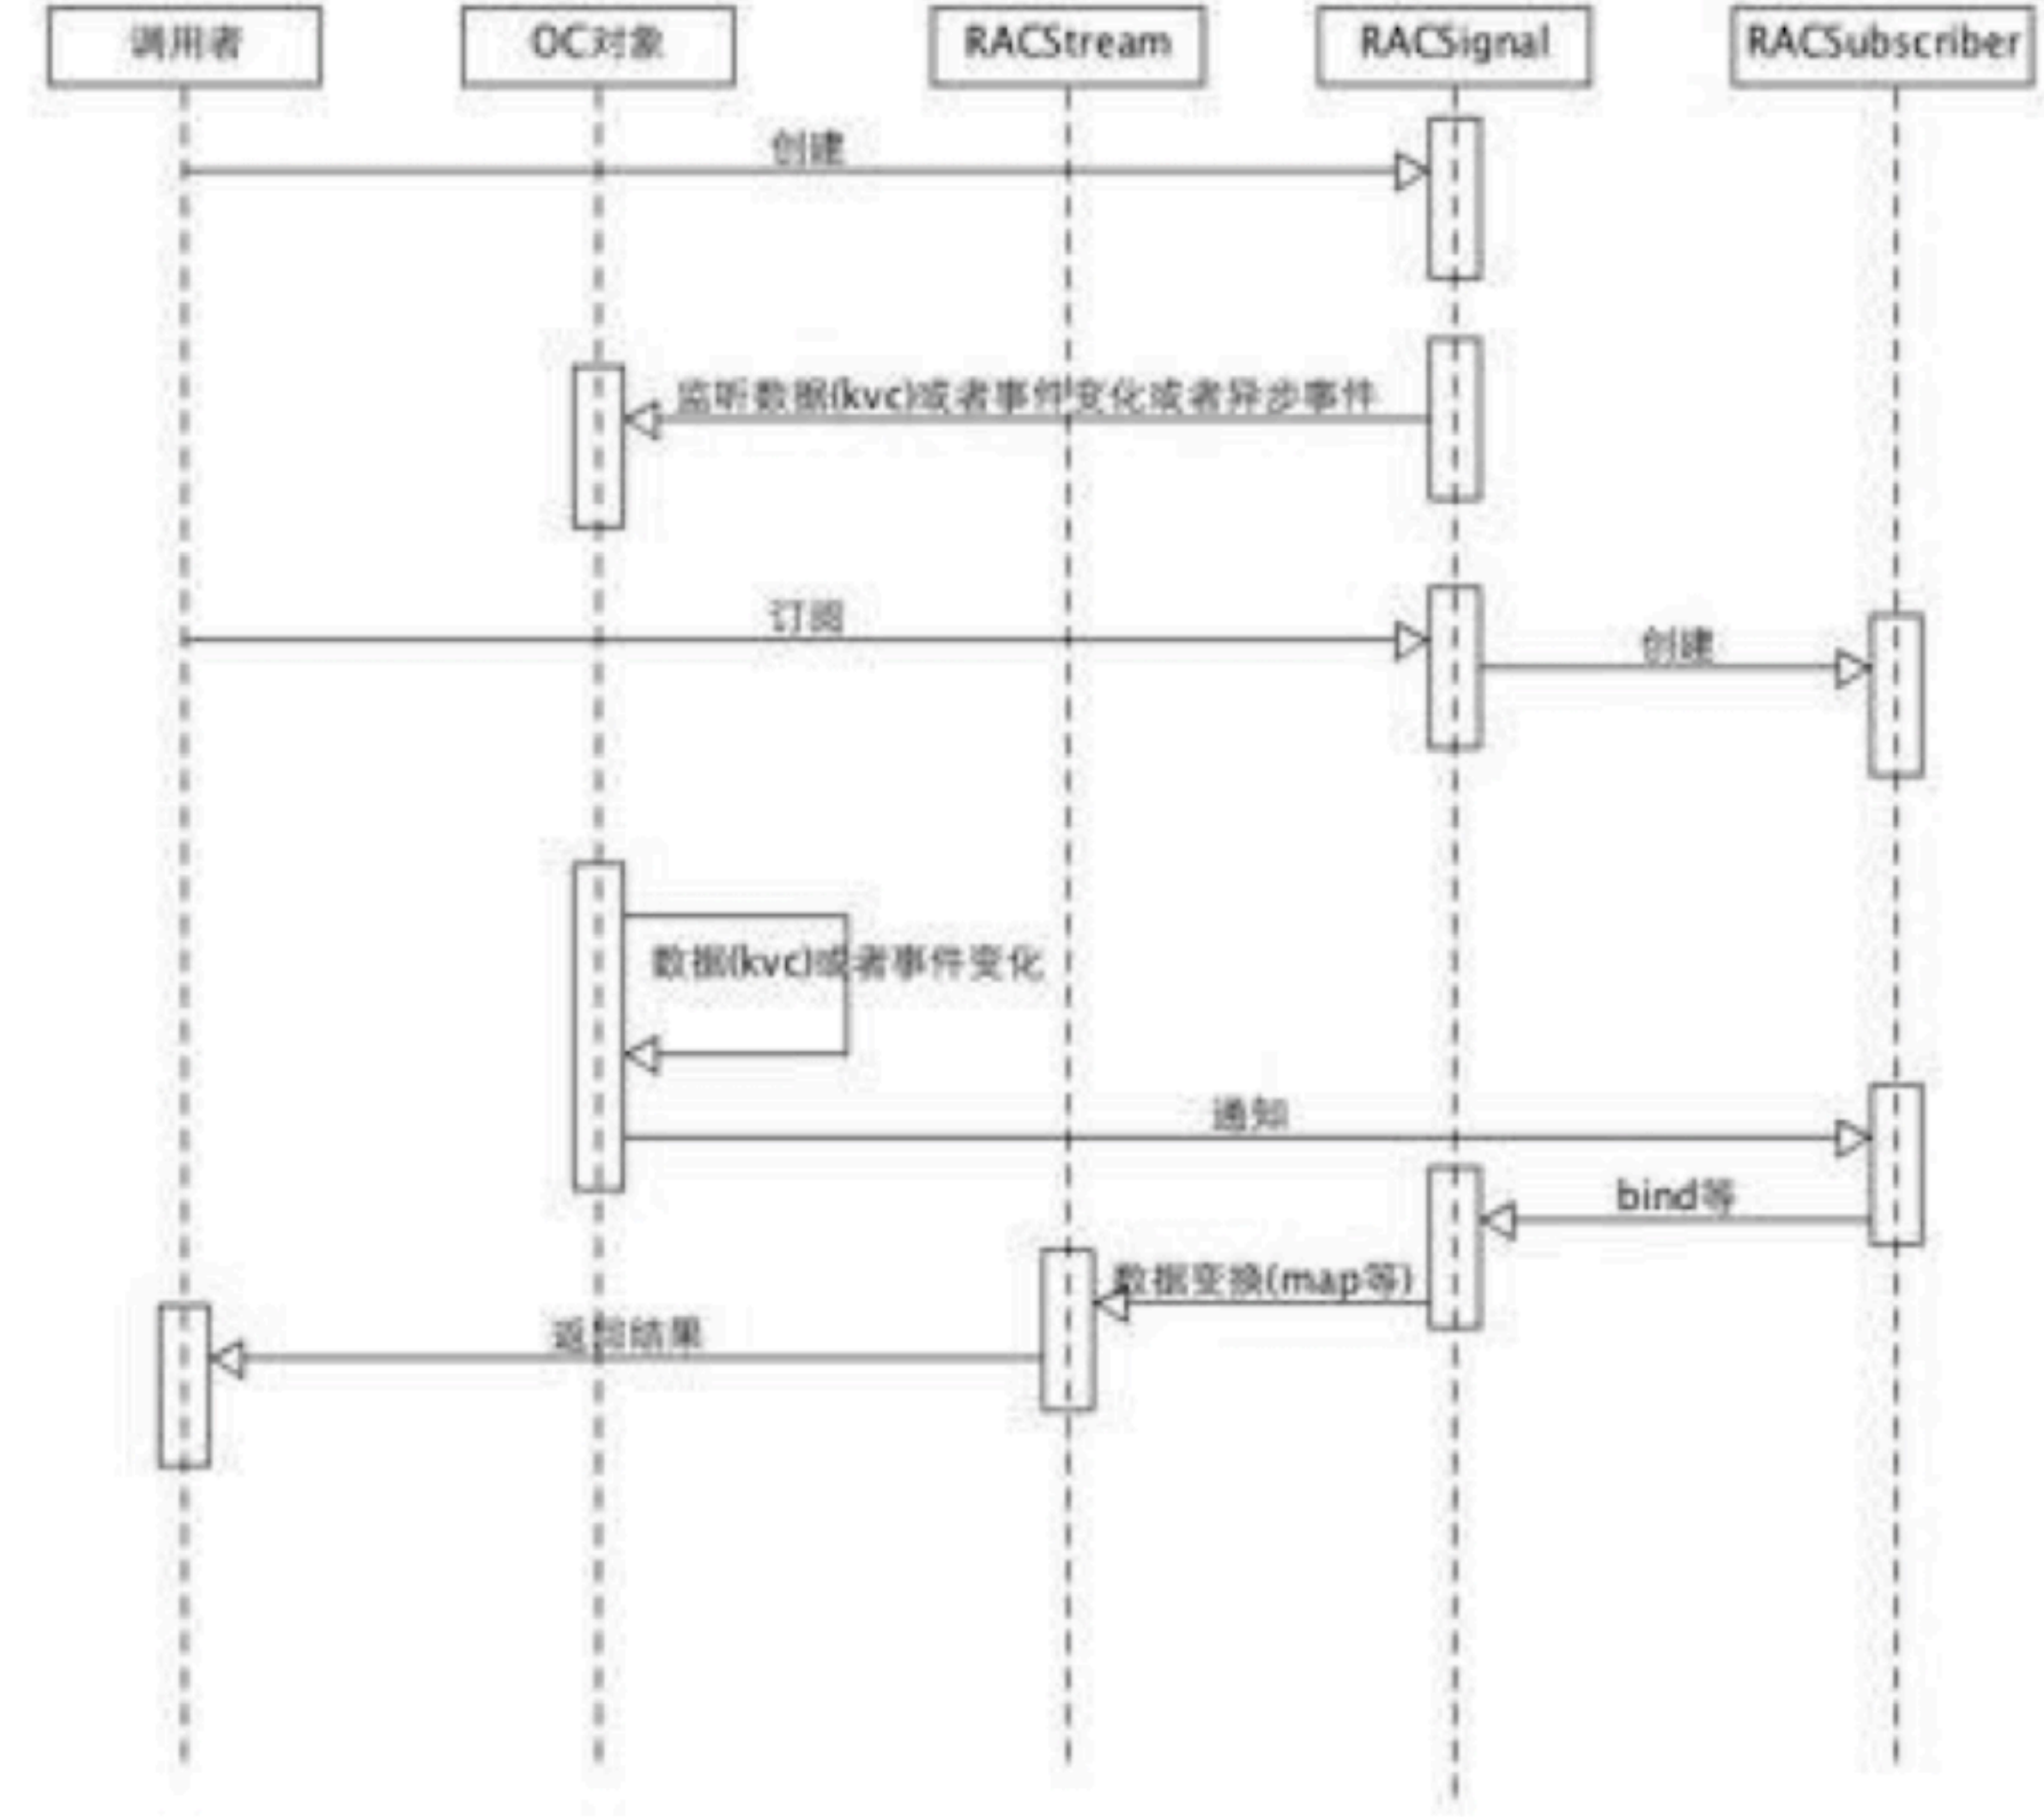 调用者
OC对象
RACStream
RACSignal
RACSubscriber
创建
监听数据(kvc)或者事件变化或者异步事件
订阅
创建
数据(kvc)或者事件变化
通知
bind等
数据变换(map等)
返回结果